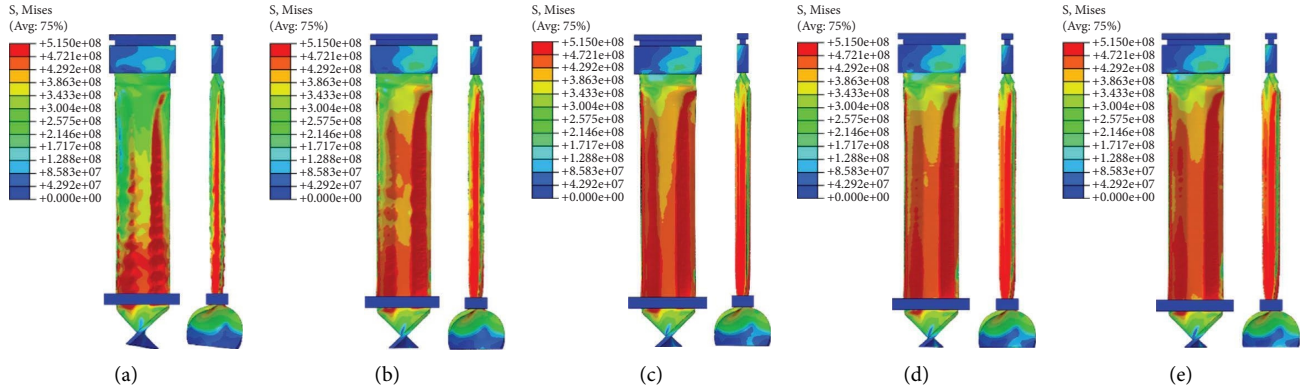 S, Mises
(Avg: 75%)
+5.150e+08
+4.721e+08
+4.292e+08
+3.863e+08
+3.433e+08
+3.004e+08
+2.575e+08
+2.146e+08
+1.717e+08
+1.288e+08
+8.583e+07
+4.292e+07
+0.000e+00
(a)
S, Mises
(Avg: 75%)
+5.150e+08
+4.721e+08
+4.292e+08
+3.863e+08
+3.433e+08
+3.004e+08
+2.575e+08
+2.146e+08
+1.717e+08
+1.288e+08
+8.583e+07
+4.292e+07
+0.000e+00
(b)
S, Mises
(Avg: 75%)
+5.150e+08
+4.721e+08
+4.292e+08
+3.863e+08
+3.433e+08
+3.004e+08
+2.575e+08
+2.146e+08
+1.717e+08
+1.288e+08
+8.583e+07
+4.292e+07
+0.000e+00
(c)
S, Mises
(Avg: 75%)
+5.150e+08
+4.721e+08
+4.292e+08
+3.863e+08
+3.433e+08
+3.004e+08
+2.575e+08
+2.146e+08
+1.717e+08
+1.288e+08
+8.583e+07
+4.292e+07
+0.000e+00
(d)
S, Mises
(Avg: 75%)
+5.150e+08
+4.721e+08
+4.292e+08
+3.863e+08
+3.433e+08
+3.004e+08
+2.575e+08
+2.146e+08
+1.717e+08
+1.288e+08
+8.583e+07
+4.292e+07
+0.000e+00
(e)